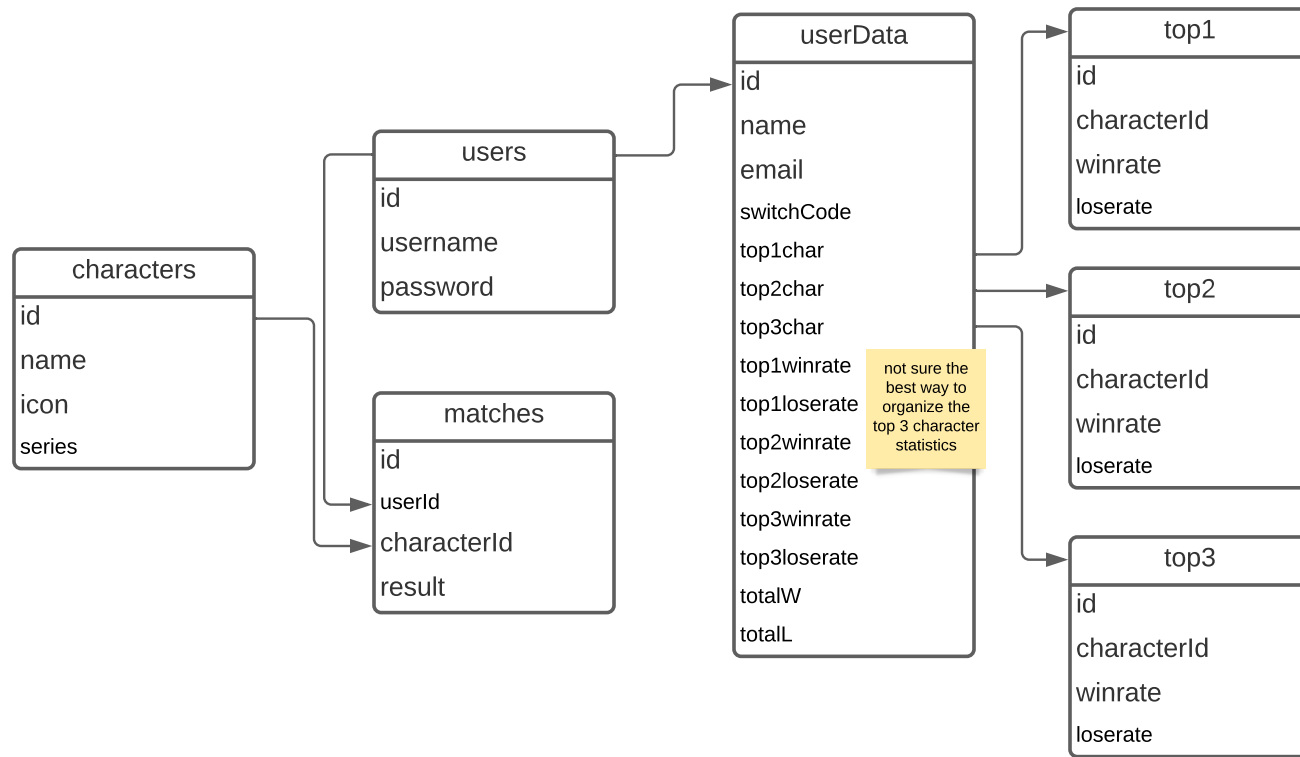 characters
id
name
icon
series
users
id
username
password
matches
id
userId
characterId
result
userData
id
name
email
switchCode
top1char
top2char
top3char
top1winrate
top1loserate
top2winrate
top2loserate
top3winrate
top3loserate
totalW
totalL
not sure the
best way to
organize the
top 3 character
statistics
top1
id
characterId
winrate
loserate
top2
id
characterId
winrate
loserate
top3
id
characterId
winrate
loserate